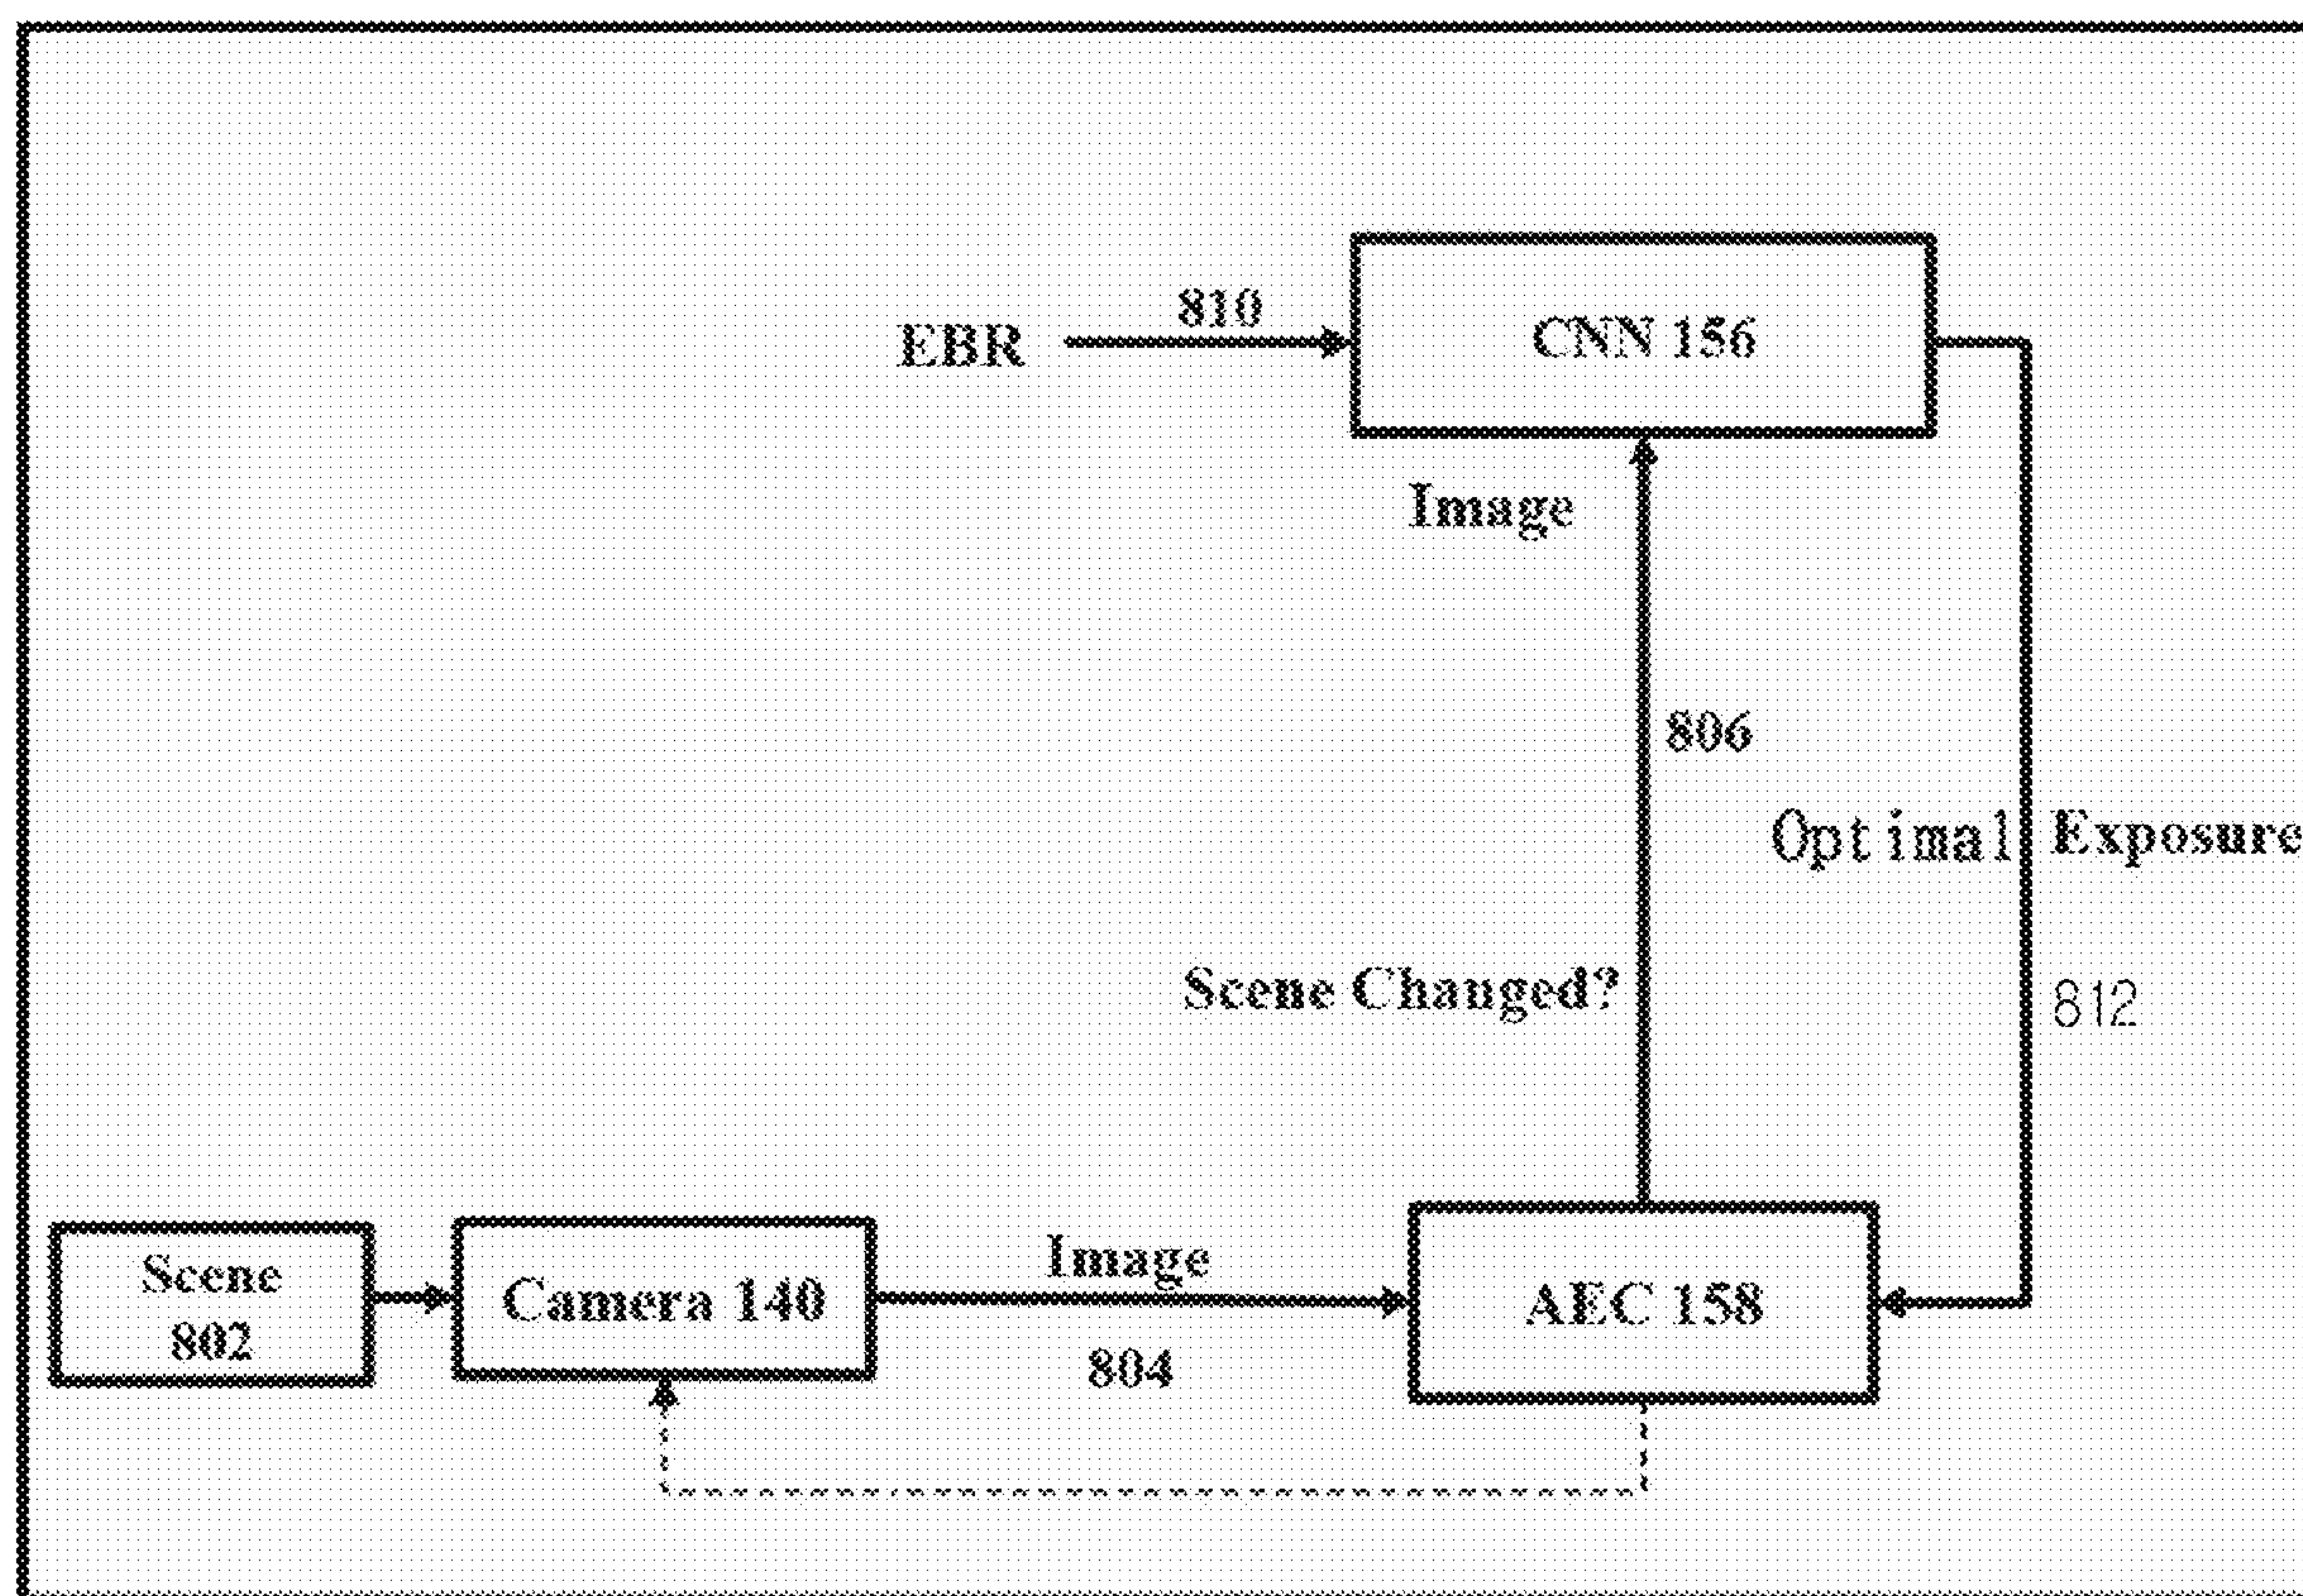 810
EBR
CNN 156
Image
806
Optimal Exposure
Scene Changed?
812
Scene
802
Camera 140
Image
804
AEC 158